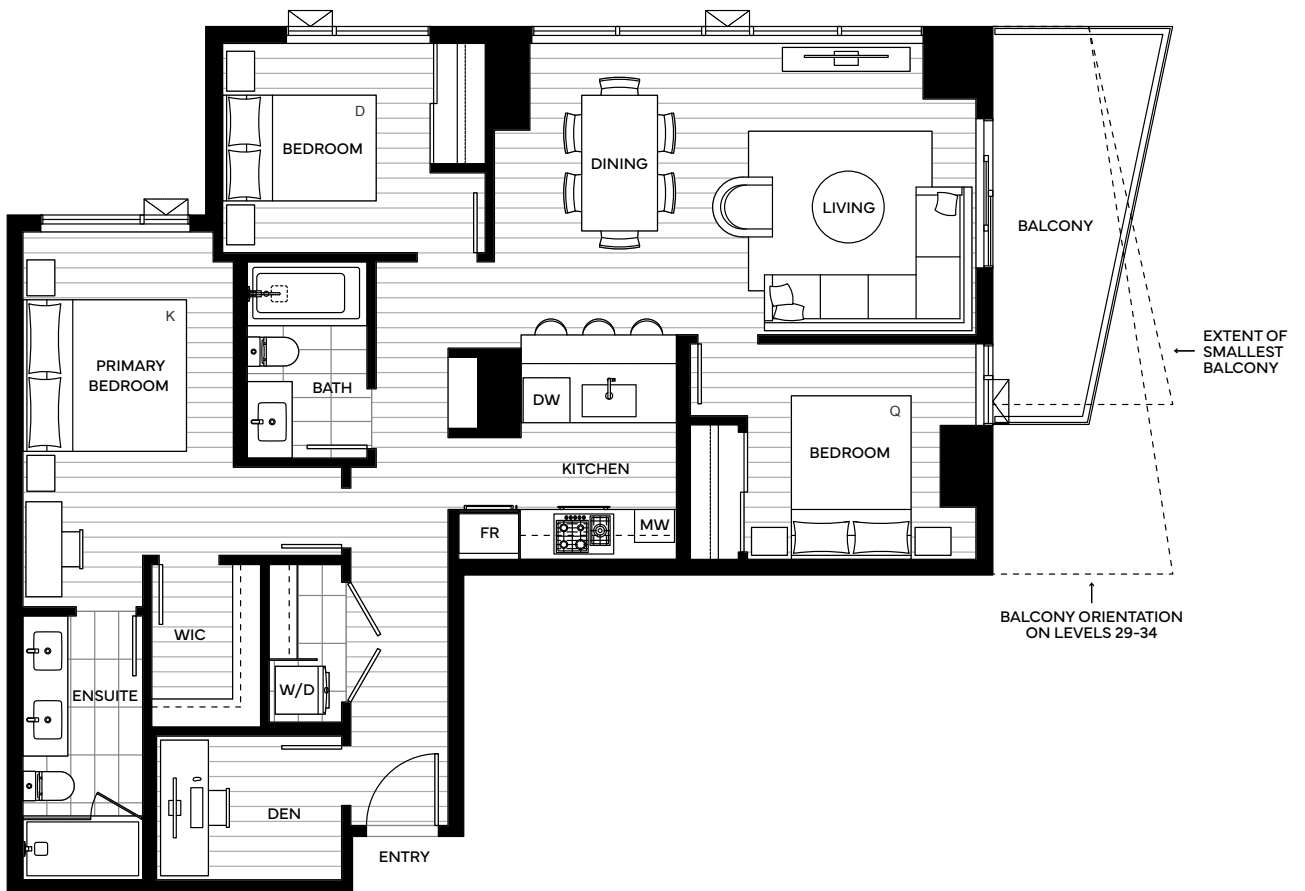 D
BEDROOM
DINING
LIVING
BALCONY
K
PRIMARY
BEDROOM
BATH
DW
EXTENT OF
SMALLEST
BALCONY
Q
BEDROOM
KITCHEN
FR
MW
WIC
BALCONY ORIENTATION
ON LEVELS 29-34
ENSUITE
W/D
DEN
ENTRY